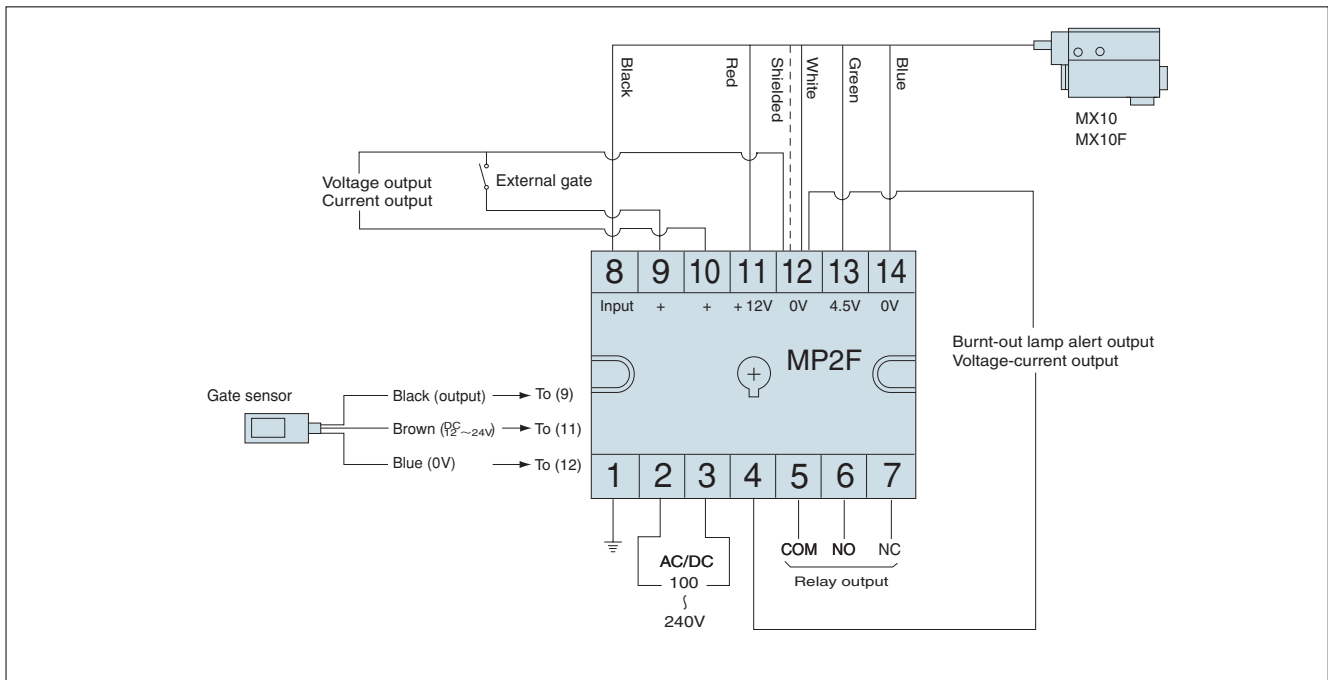 Black
Red
Shielded
White
Green
Blue
MX10
MX10F
Voltage output
Current output
External gate
8 9 10 11 12 13 14
Input + + +12V 0V 4.5V 0V
MP2F
Burnt-out lamp alert output
Voltage-current output
Gate sensor
Black (output) To (9)
Brown (DC 12 ~24V) To (11)
Blue (0V) To (12)
1 2 3 4 5 6 7
COM NO NC
Relay output
AC/DC
100
~
240V